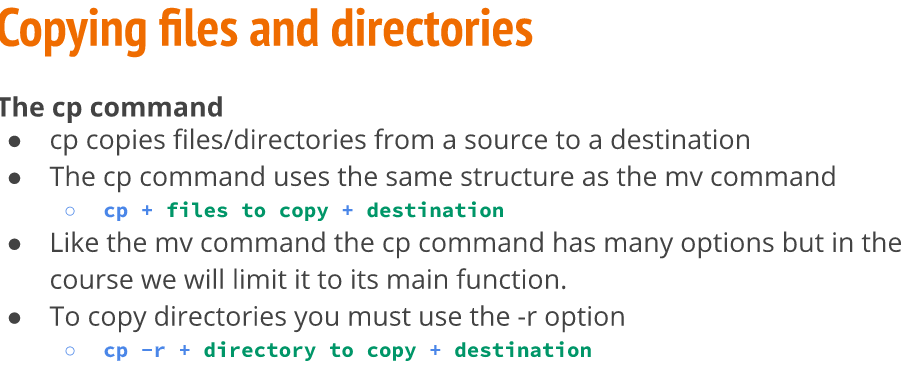 Copying files and directories
The cp command
● cp copies files/directories from a source to a destination
● The cp command uses the same structure as the mv command
○ cp + files to copy + destination
● Like the mv command the cp command has many options but in the
course we will limit it to its main function.
● To copy directories you must use the -r option
○ cp -r + directory to copy + destination